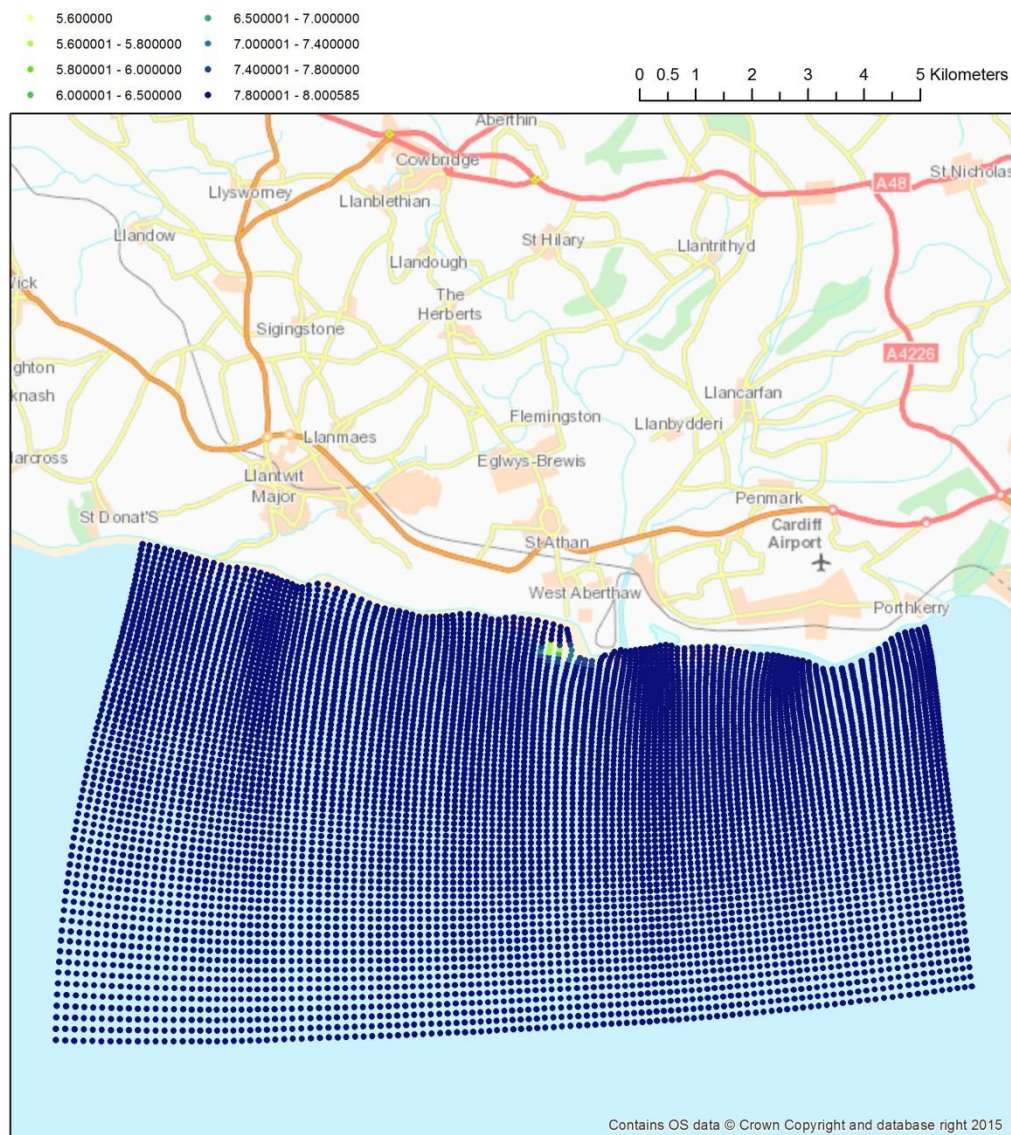 5.600000
5.600001 - 5.800000
5.800001 - 6.000000
6.000001 - 6.500000
6.500001 - 7.000000
7.000001 - 7.400000
7.400001 - 7.800000
7.800001 - 8.000585
0 0.5 1 2 3 4 5 Kilometers
Aberthin
Cowbridge
St Nicholas
A48
Llysworney
Llanblethian
Llandow
St Hilary
Llantrithyd
Llandough
The
Herberts
Sigingstone
A4226
Llancarfan
Flemingston
Llanbydderi
Llanmaes
Eglwys-Brewis
Llantwit
Major
Penmark
St Donat'S
Cardiff
Airport
St Athan
West Aberthaw
Porthkerry
Contains OS data © Crown Copyright and database right 2015